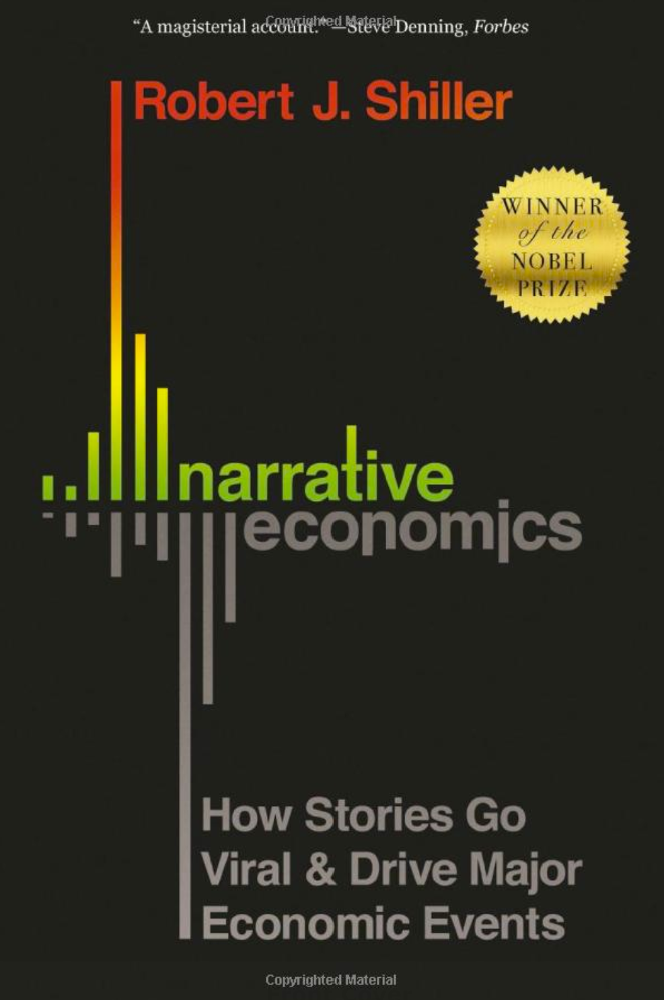 Copyrighted Material
“A magisterial account.” —Steve Denning, Forbes
Robert J. Shiller
WINNER
of the
NOBEL
PRIZE
narrative
economics
How Stories Go
Viral & Drive Major
Economic Events
Copyrighted Material